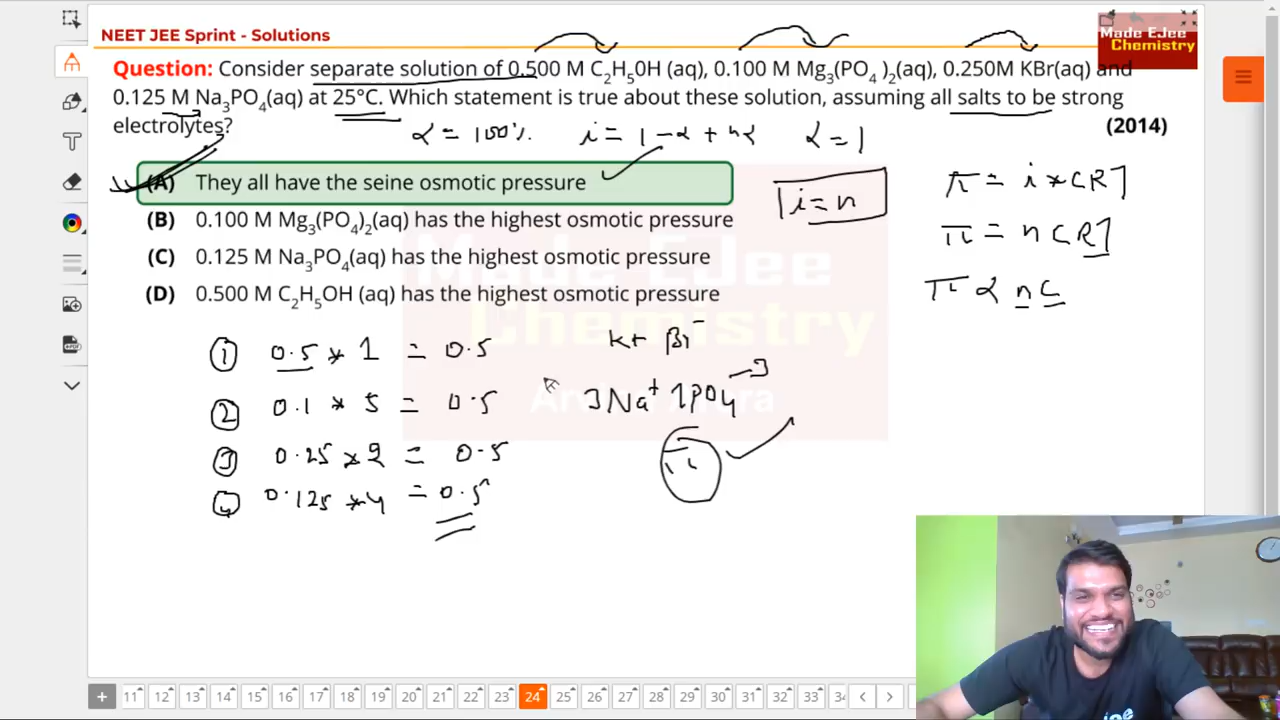 NEET JEE Sprint - Solutions
Made EJee
Chemistry
Question: Consider separate solution of 0.500 M C₂H₅0H (aq), 0.100 M Mg₃(PO₄ )₂(aq), 0.250M KBr(aq) and
0.125 M Na₃PO₄(aq) at 25°C. Which statement is true about these solution, assuming all salts to be strong
electrolytes?
(2014)
α = 100%. i = 1 - α + nα α = 1
(A) They all have the seine osmotic pressure
(B) 0.100 M Mg₃(PO₄)₂(aq) has the highest osmotic pressure
(C) 0.125 M Na₃PO₄(aq) has the highest osmotic pressure
(D) 0.500 M C₂H₅OH (aq) has the highest osmotic pressure
i = n
π = i * CRT
π = nCRT
π α nC
① 0.5 * 1 = 0.5
② 0.1 * 5 = 0.5
③ 0.25 * 2 = 0.5
④ 0.125 * 4 = 0.5
K+ Br⁻
3Na⁺ 1PO₄⁻³
π
Made EJee
Chemistry
+ 11 12 13 14 15 16 17 18 19 20 21 22 23 24 25 26 27 28 29 30 31 32 33 < >